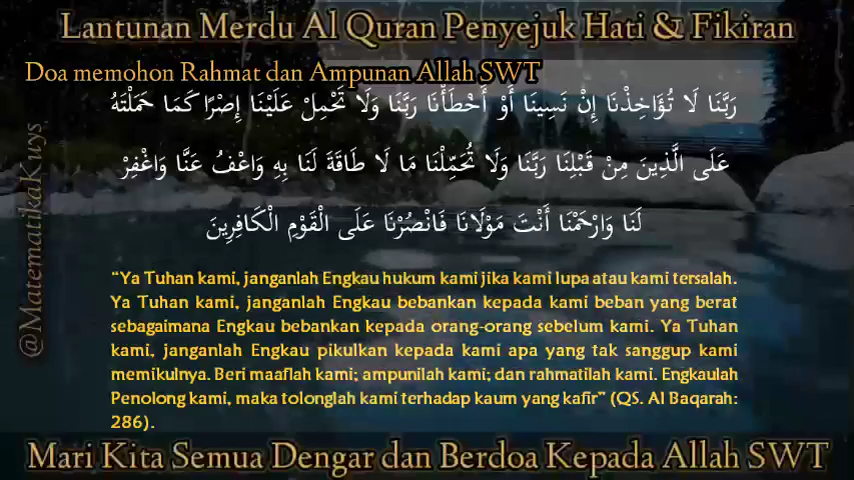 Lantunan Merdu Al Quran Penyejuk Hati & Fikiran
Doa memohon Rahmat dan Ampunan Allah SWT
رَبَّنَا لَا تُؤَاخِذْنَا إِنْ نَسِينَا أَوْ أَخْطَأْنَا رَبَّنَا وَلَا تَحْمِلْ عَلَيْنَا إِصْرًا كَمَا حَمَلْتَهُ
عَلَى الَّذِينَ مِنْ قَبْلِنَا رَبَّنَا وَلَا تُحَمِّلْنَا مَا لَا طَاقَةَ لَنَا بِهِ وَاعْفُ عَنَّا وَاغْفِرْ
لَنَا وَارْحَمْنَا أَنْتَ مَوْلَانَا فَانْصُرْنَا عَلَى الْقَوْمِ الْكَافِرِينَ
“Ya Tuhan kami, janganlah Engkau hukum kami jika kami lupa atau kami tersalah.
Ya Tuhan kami, janganlah Engkau bebankan kepada kami beban yang berat
sebagaimana Engkau bebankan kepada orang-orang sebelum kami. Ya Tuhan
kami, janganlah Engkau pikulkan kepada kami apa yang tak sanggup kami
memikulnya. Beri maaflah kami; ampunilah kami; dan rahmatilah kami. Engkaulah
Penolong kami, maka tolonglah kami terhadap kaum yang kafir” (QS. Al Baqarah:
286).
@MatematikaKuys
Mari Kita Semua Dengar dan Berdoa Kepada Allah SWT